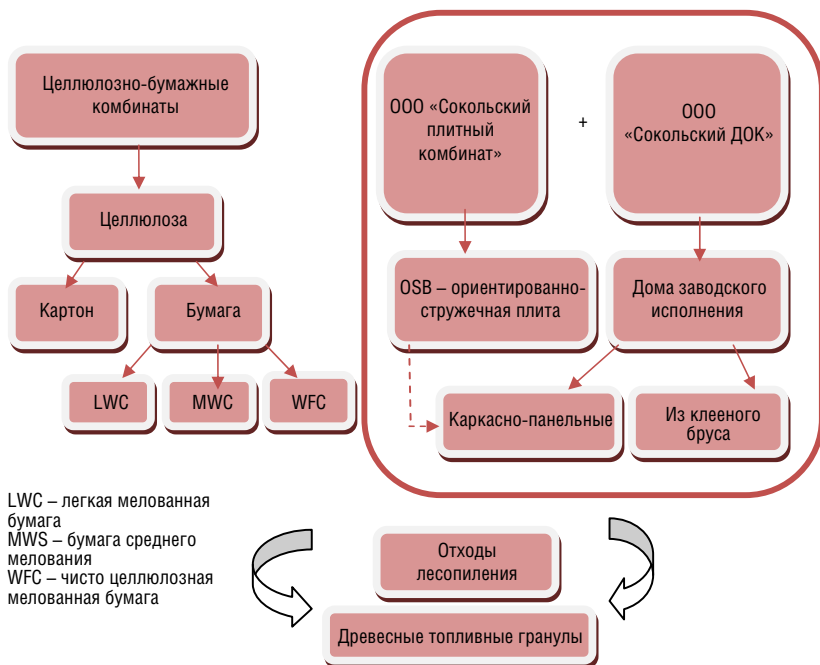 Целлюлозно-бумажные
комбинаты
Целлюлоза
Картон
Бумага
LWC
MWC
WFC
ООО «Сокольский
плитный
комбинат»
+
ООО
«Сокольский ДОК»
OSB – ориентированно-
стружечная плита
Дома заводского
исполнения
Каркасно-панельные
Из клееного
бруса
LWC – легкая мелованная
бумага
MWS – бумага среднего
мелования
WFC – чисто целлюлозная
мелованная бумага
Отходы
лесопиления
Древесные топливные гранулы